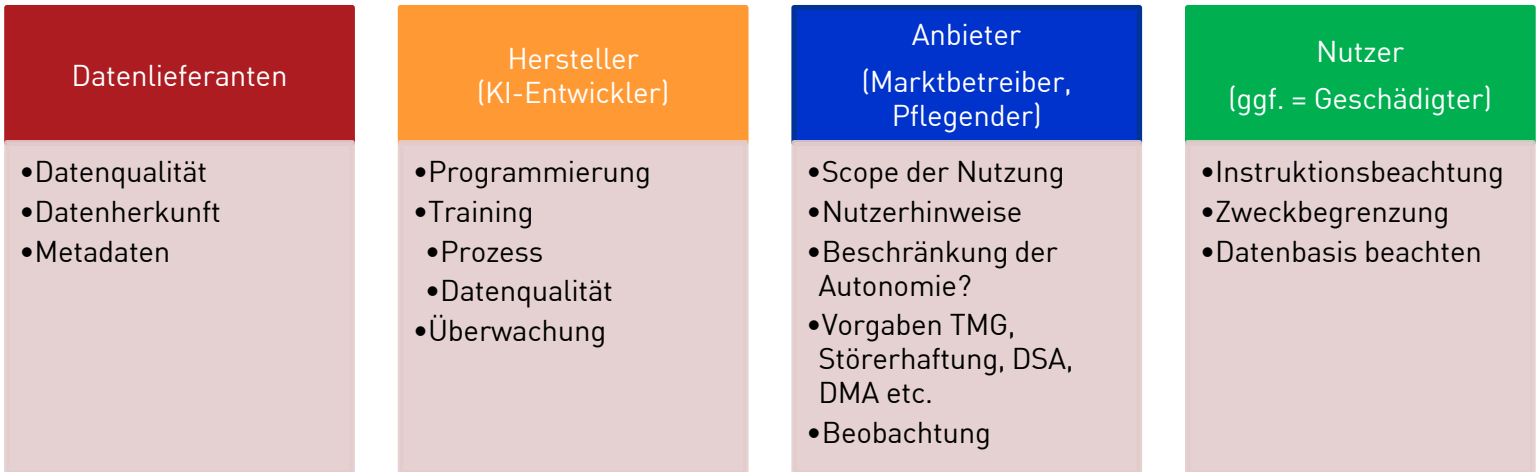 Datenlieferanten
•Datenqualität
•Datenherkunft
•Metadaten
Hersteller
(KI-Entwickler)
•Programmierung
•Training
•Prozess
•Datenqualität
•Überwachung
Anbieter
(Marktbetreiber,
Pflegender)
•Scope der Nutzung
•Nutzerhinweise
•Beschränkung der
Autonomie?
•Vorgaben TMG,
Störerhaftung, DSA,
DMA etc.
•Beobachtung
Nutzer
(ggf. = Geschädigter)
•Instruktionsbeachtung
•Zweckbegrenzung
•Datenbasis beachten